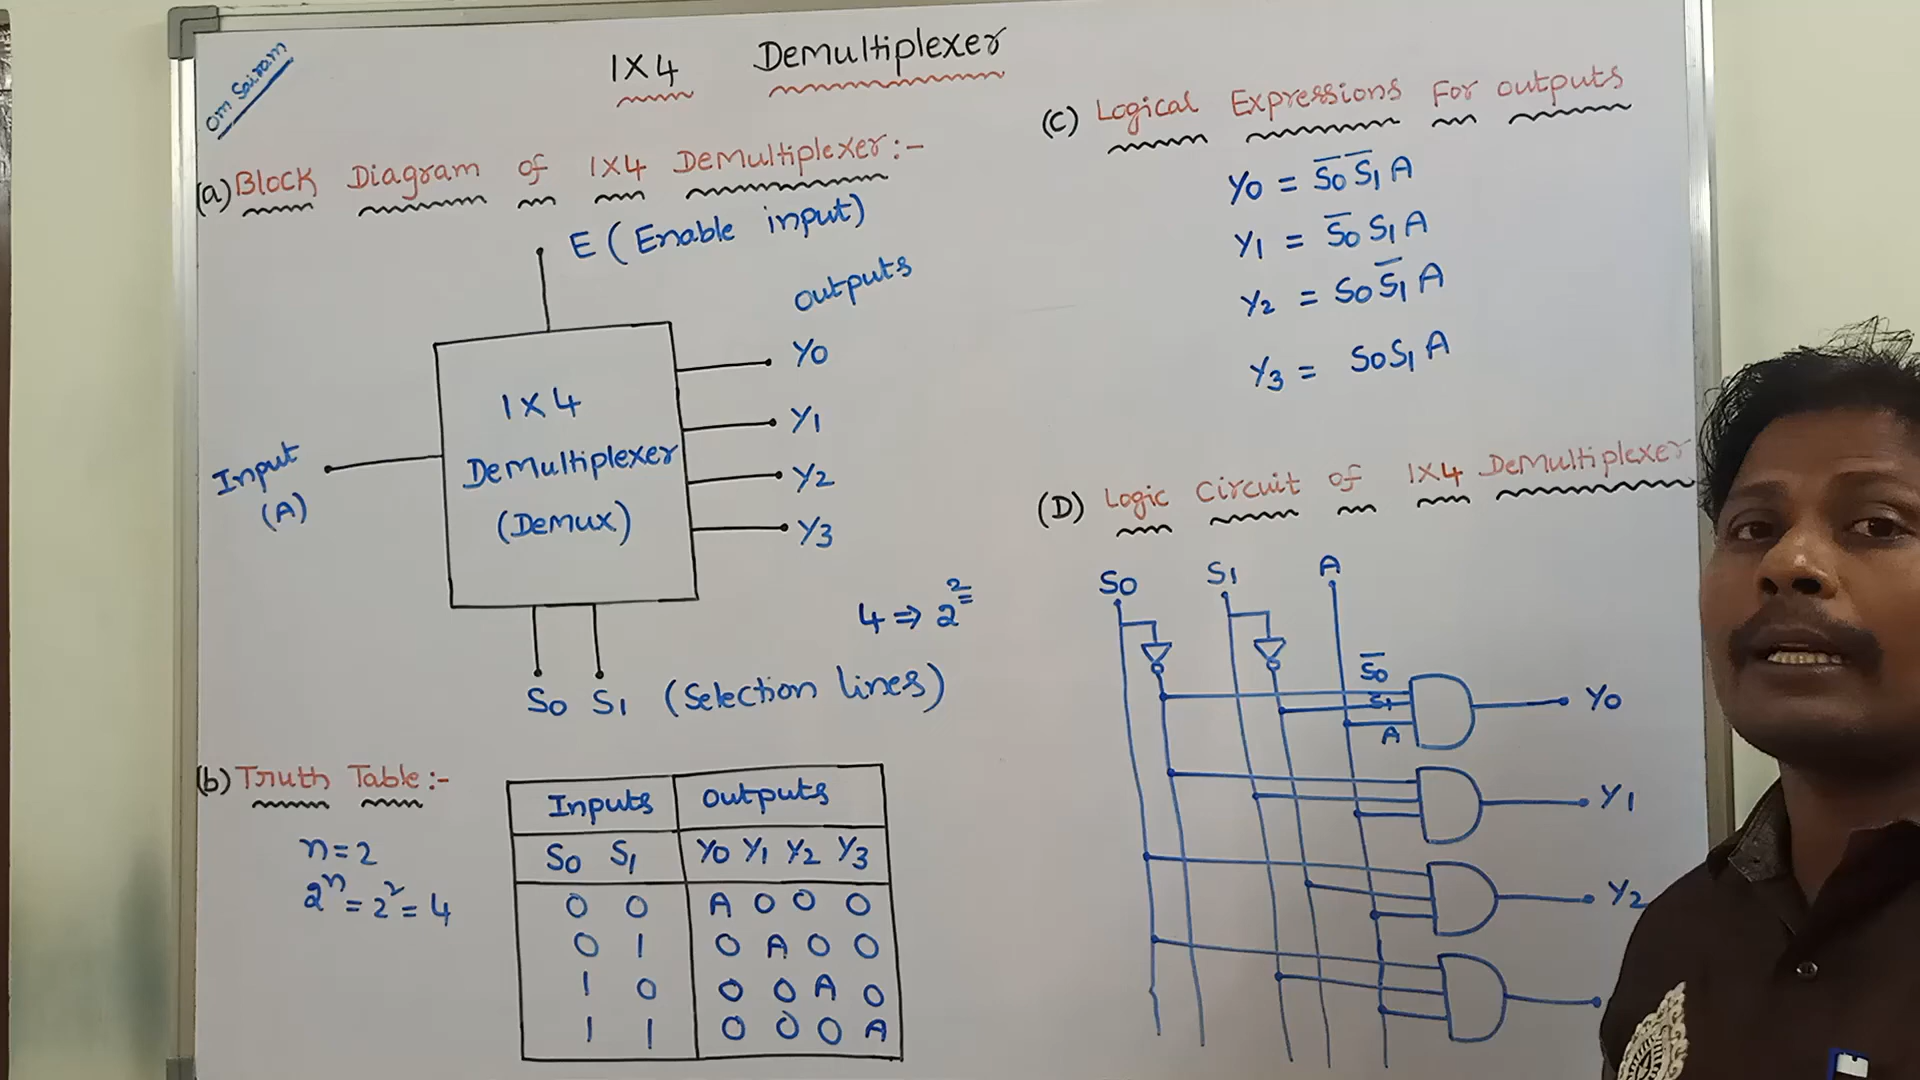 Om Sairam
1X4 Demultiplexer
(a) Block Diagram of 1X4 Demultiplexer:-
E (Enable input)
outputs
1X4
Demultiplexer
(Demux)
Input
(A)
Y0
Y1
Y2
Y3
4 ⇒ 2²
S0 S1 (Selection lines)
(b) Truth Table:-
n=2
2ⁿ = 2² = 4
Inputs Outputs
S0 S1 Y0 Y1 Y2 Y3
0 0 A 0 0 0
0 1 0 A 0 0
1 0 0 0 A 0
1 1 0 0 0 A
(C) Logical Expressions For outputs
Y0 = S̅0 S̅1 A
Y1 = S̅0 S1 A
Y2 = S0 S̅1 A
Y3 = S0 S1 A
(D) Logic Circuit of 1X4 Demultiplexer
S0 S1 A
S̅0
S̅1
A
Y0
Y1
Y2